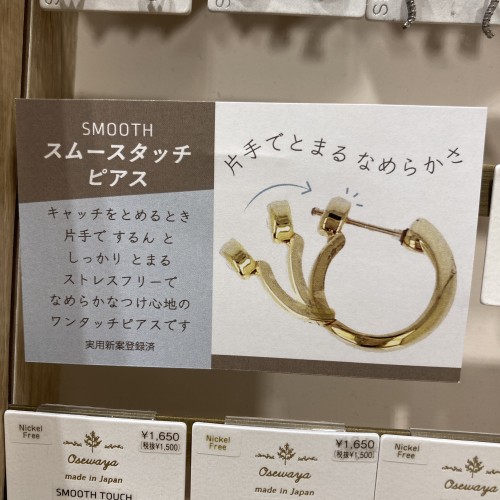 SMOOTH
スムースタッチ
ピアス
キャッチをとめるとき
片手で するん と
しっかり とまる
ストレスフリーで
なめらかなつけ心地の
ワンタッチピアスです
実用新案登録済
片手でとまる なめらかさ
Nickel
Free
¥1,650
(税抜¥1,500)
Osewaya
made in Japan
SMOOTH TOUCH
Nickel
Free
¥1,650
(税抜¥1,500)
Osewaya
made in Japan
Nickel
Free
Osewaya
made in Japan